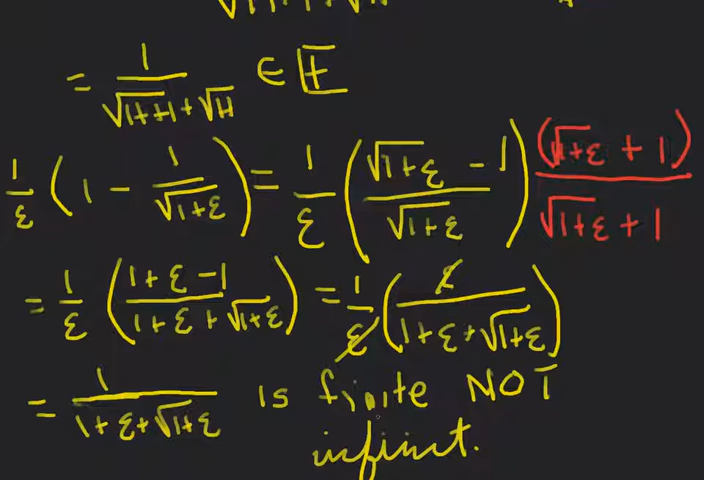 = 1/(√(H+1) + √H) ∈ 𝔼
1/ε (1 - 1/√(1+ε)) = 1/ε ((√(1+ε) - 1)/√(1+ε)) (√(1+ε) + 1)/(√(1+ε) + 1)
= 1/ε ((1+ε-1)/(1+ε+√(1+ε))) = 1/ε (ε/(1+ε+√(1+ε)))
= 1/(1+ε+√(1+ε)) is finite NOT